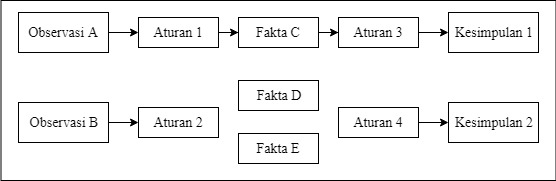 Observasi A
Aturan 1
Fakta C
Aturan 3
Kesimpulan 1
Fakta D
Observasi B
Aturan 2
Aturan 4
Kesimpulan 2
Fakta E